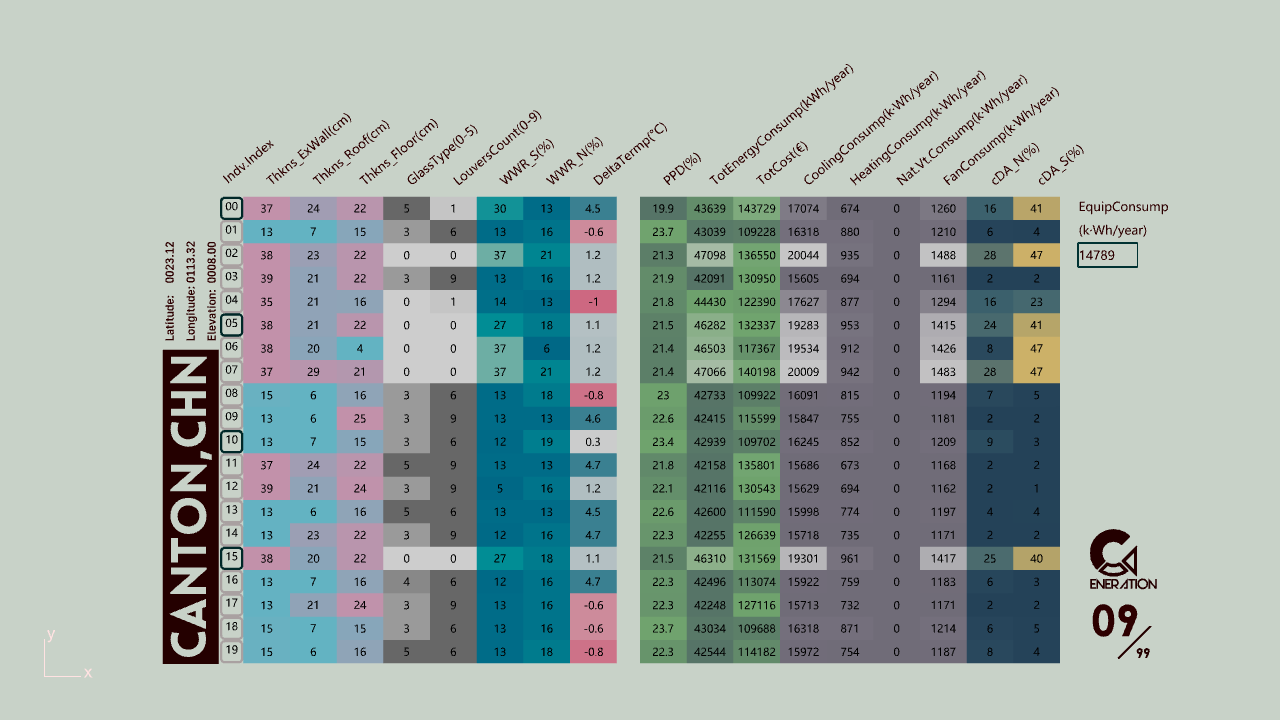 Indv.Index Thkns_ExWall(cm) Thkns_Roof(cm) Thkns_Floor(cm) GlassType(0-5) LouversCount(0-9) WWR_S(%) WWR_N(%) DeltaTermp(°C) PPD(%) TotEnergyConsump(kWh/year) TotCost(€) CoolingConsump(k·Wh/year) HeatingConsump(k·Wh/year) Nat.Vt.Consump(k·Wh/year) FanConsump(k·Wh/year) cDA_N(%) cDA_S(%)
00 37 24 22 5 1 30 13 4.5 19.9 43639 143729 17074 674 0 1260 16 41
01 13 7 15 3 6 13 16 -0.6 23.7 43039 109228 16318 880 0 1210 6 4
02 38 23 22 0 0 37 21 1.2 21.3 47098 136550 20044 935 0 1488 28 47
03 39 21 22 3 9 13 16 1.2 21.9 42091 130950 15605 694 0 1161 2 2
04 35 21 16 0 1 14 13 -1 21.8 44430 122390 17627 877 0 1294 16 23
05 38 21 22 0 0 27 18 1.1 21.5 46282 132337 19283 953 0 1415 24 41
06 38 20 4 0 0 37 6 1.2 21.4 46503 117367 19534 912 0 1426 8 47
07 37 29 21 0 0 37 21 1.2 21.4 47066 140198 20009 942 0 1483 28 47
08 15 6 16 3 6 13 18 -0.8 23 42733 109922 16091 815 0 1194 7 5
09 13 6 25 3 9 13 13 4.6 22.6 42415 115599 15847 755 0 1181 2 2
10 13 7 15 3 6 12 19 0.3 23.4 42939 109702 16245 852 0 1209 9 3
11 37 24 22 5 9 13 13 4.7 21.8 42158 135801 15686 673 0 1168 2 2
12 39 21 24 3 9 5 16 1.2 22.1 42116 130543 15629 694 0 1162 2 1
13 13 6 16 5 6 13 13 4.5 22.6 42600 111590 15998 774 0 1197 4 4
14 13 23 22 3 9 12 16 4.7 22.3 42255 126639 15718 735 0 1171 2 2
15 38 20 22 0 0 27 18 1.1 21.5 46310 131569 19301 961 0 1417 25 40
16 13 7 16 4 6 12 16 4.7 22.3 42496 113074 15922 759 0 1183 6 3
17 13 21 24 3 9 13 16 -0.6 22.3 42248 127116 15713 732 0 1171 2 2
18 15 7 15 3 6 13 16 -0.6 23.7 43034 109688 16318 871 0 1214 6 5
19 15 6 16 5 6 13 18 -0.8 22.3 42544 114182 15972 754 0 1187 8 4
Latitude: 0023.12
Longitude: 0113.32
Elevation: 0008.00
CANTON,CHN
EquipConsump
(k·Wh/year)
14789
G
ENERATION
09/99
y
x